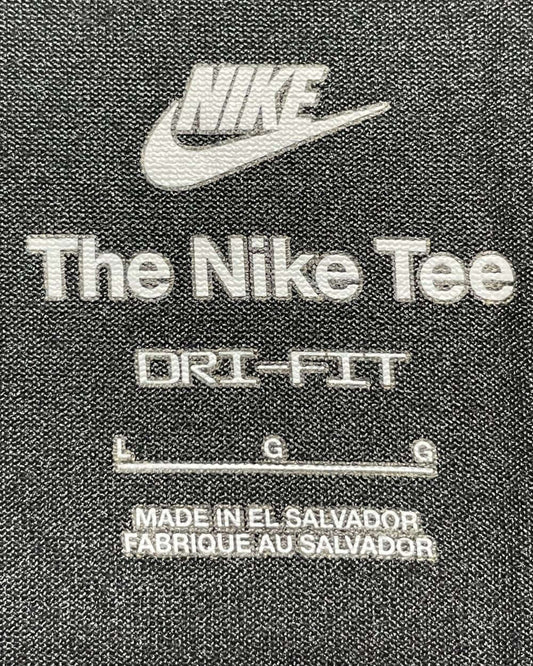 NIKE
The Nike Tee
DRI-FIT
L G G
MADE IN EL SALVADOR
FABRIQUE AU SALVADOR